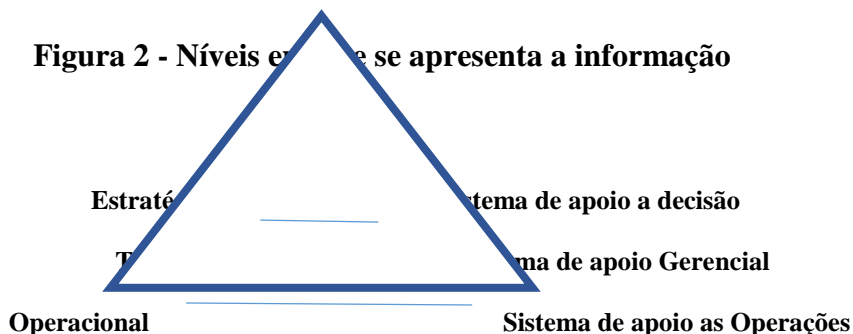 Figura 2 - Níveis e se apresenta a informação
Estraté tema de apoio a decisão
T ma de apoio Gerencial
Operacional Sistema de apoio as Operações